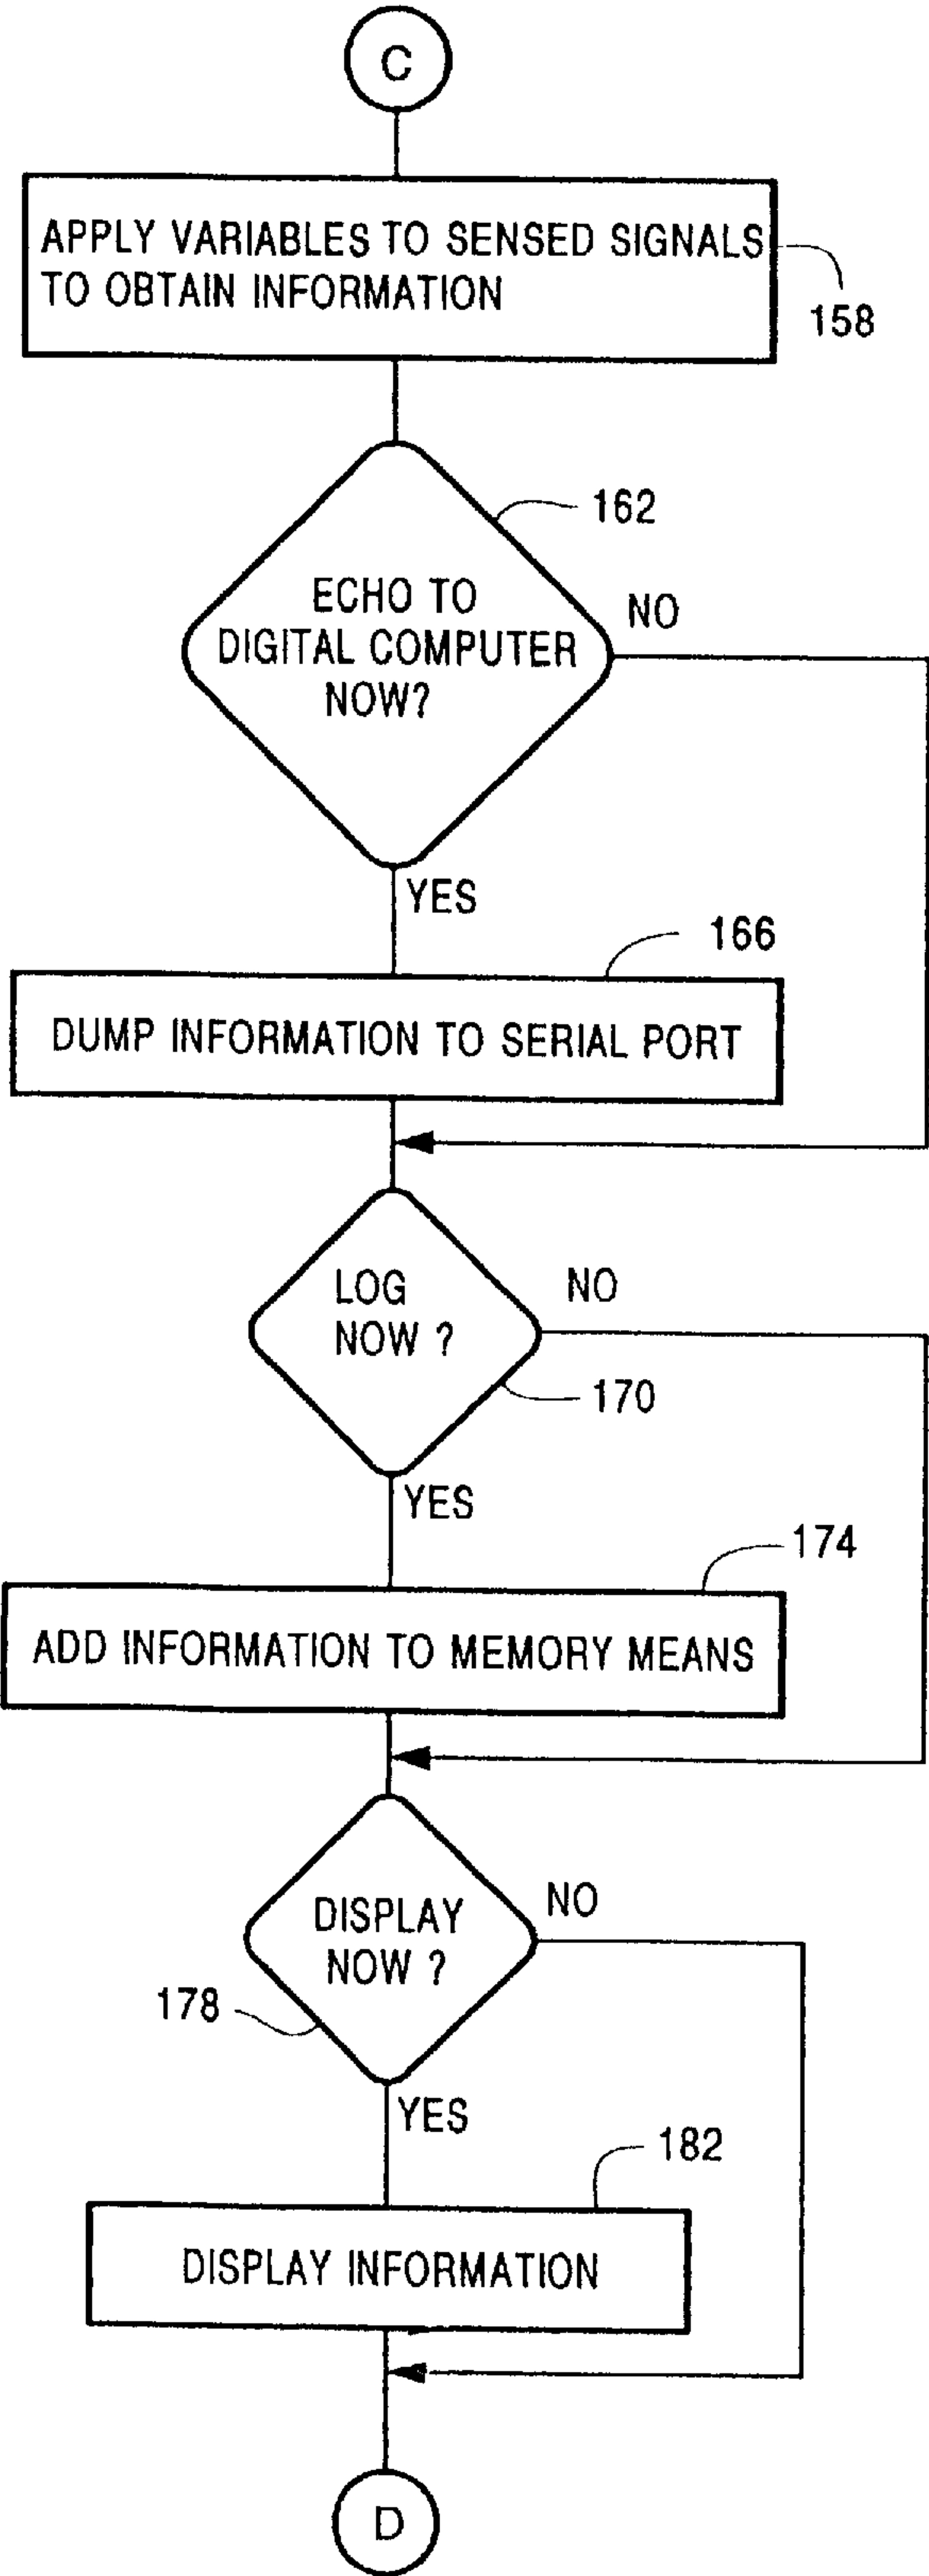 C
APPLY VARIABLES TO SENSED SIGNALS
TO OBTAIN INFORMATION
158
162
ECHO TO
DIGITAL COMPUTER
NOW?
NO
YES
166
DUMP INFORMATION TO SERIAL PORT
LOG
NOW ?
NO
170
YES
174
ADD INFORMATION TO MEMORY MEANS
DISPLAY
NOW ?
NO
178
YES
182
DISPLAY INFORMATION
D